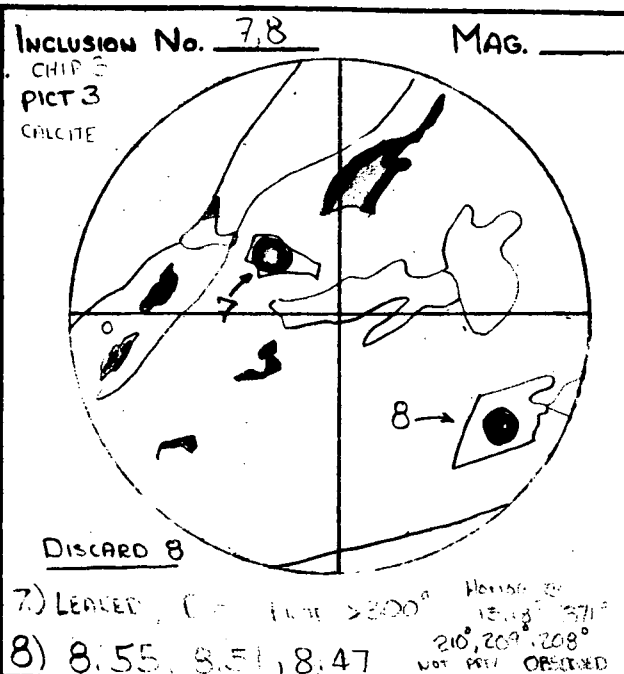 INCLUSION No. 7,8 MAG.
CHIP 3
PICT 3
CALCITE
7
8
DISCARD 8
7.) LEAKED >300°
371°
8) 8.55, 8.51, 8.47
210°, 209°, 208°
NOT OBSERVED